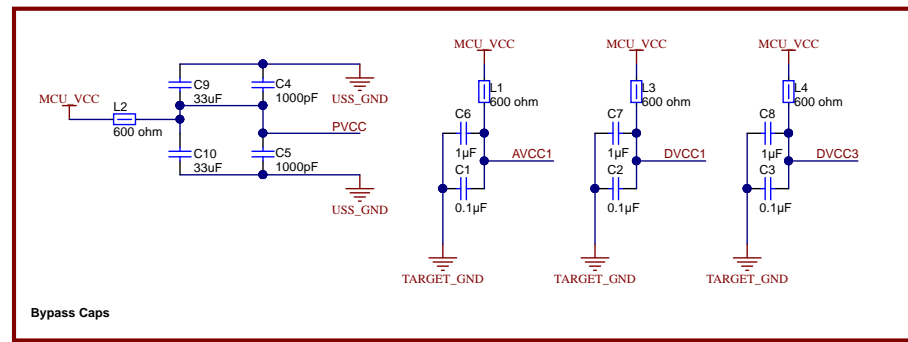 MCU_VCC
L2
600 ohm
C9
33uF
C4
1000pF
USS_GND
PVCC
C10
33uF
C5
1000pF
USS_GND
MCU_VCC
L1
600 ohm
C6
1µF
AVCC1
C1
0.1µF
TARGET_GND
MCU_VCC
L3
600 ohm
C7
1µF
DVCC1
C2
0.1µF
TARGET_GND
MCU_VCC
L4
600 ohm
C8
1µF
DVCC3
C3
0.1µF
TARGET_GND
Bypass Caps